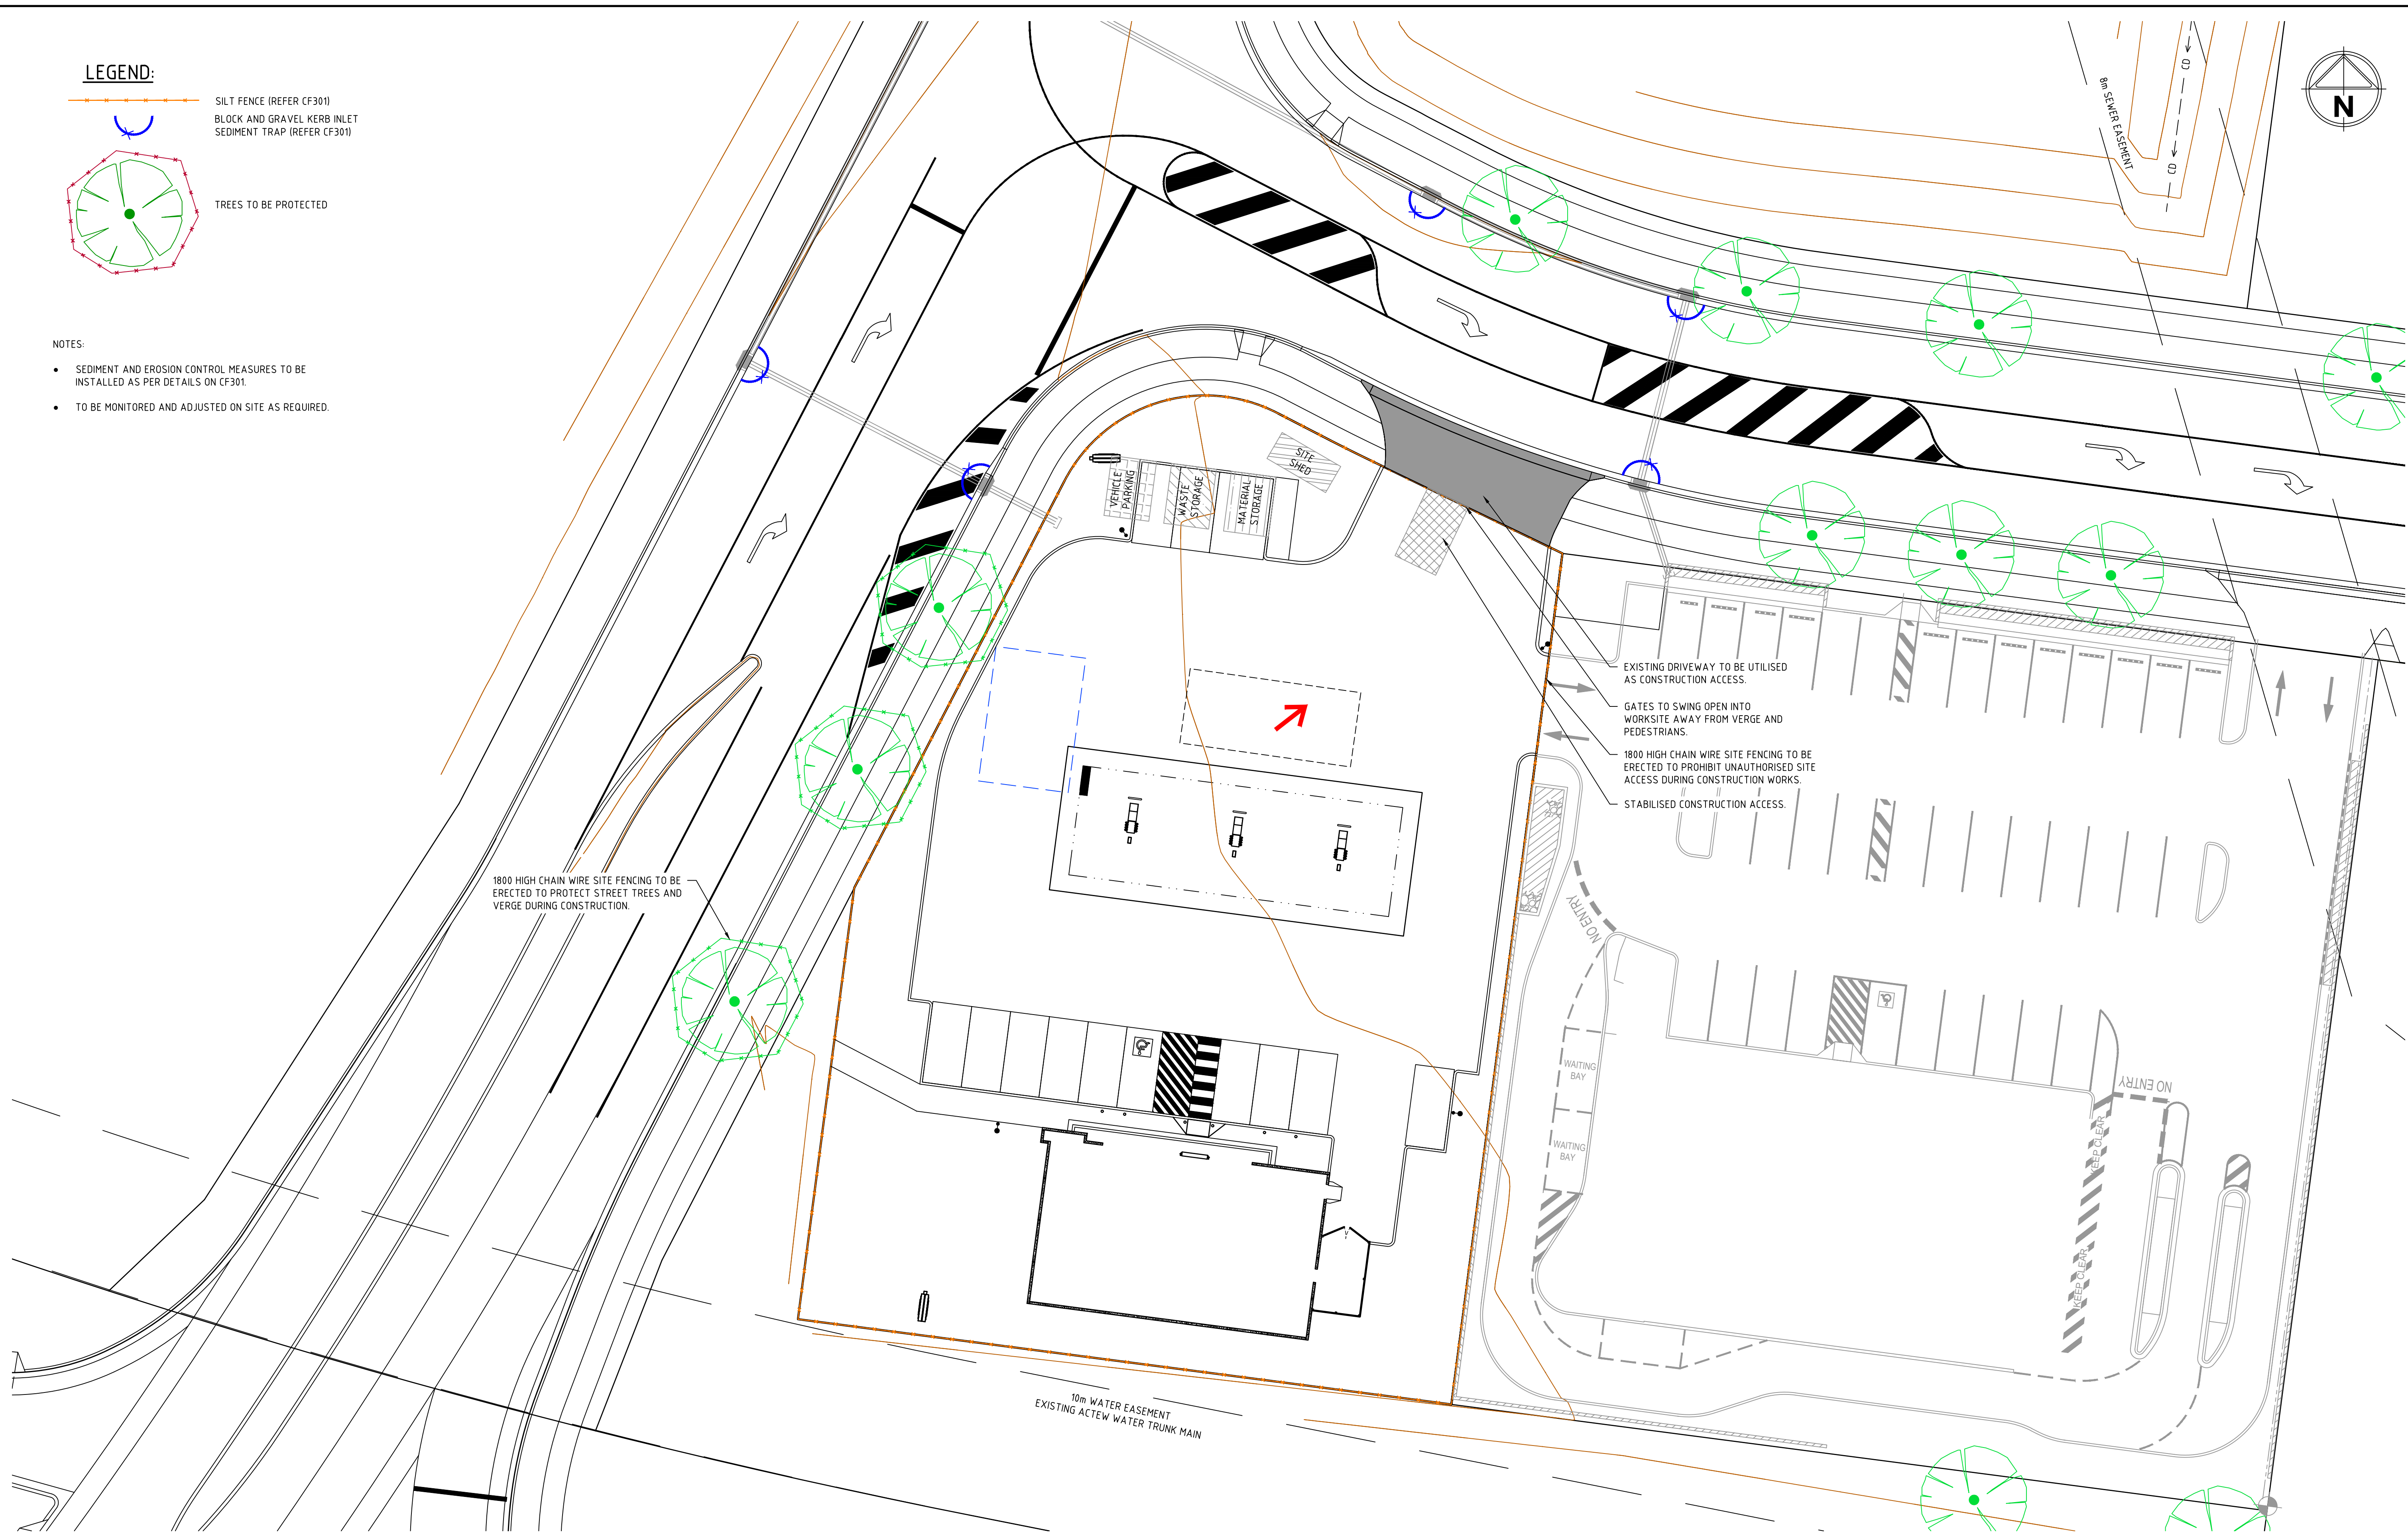 LEGEND:
SILT FENCE (REFER CF301)
BLOCK AND GRAVEL KERB INLET
SEDIMENT TRAP (REFER CF301)
TREES TO BE PROTECTED
NOTES:
• SEDIMENT AND EROSION CONTROL MEASURES TO BE
INSTALLED AS PER DETAILS ON CF301.
• TO BE MONITORED AND ADJUSTED ON SITE AS REQUIRED.
8m SEWER EASEMENT
CD
CD
N
SITE
SHED
VEHICLE
PARKING
WASTE
STORAGE
MATERIAL
STORAGE
EXISTING DRIVEWAY TO BE UTILISED
AS CONSTRUCTION ACCESS.
GATES TO SWING OPEN INTO
WORKSITE AWAY FROM VERGE AND
PEDESTRIANS.
1800 HIGH CHAIN WIRE SITE FENCING TO BE
ERECTED TO PROHIBIT UNAUTHORISED SITE
ACCESS DURING CONSTRUCTION WORKS.
STABILISED CONSTRUCTION ACCESS.
1800 HIGH CHAIN WIRE SITE FENCING TO BE
ERECTED TO PROTECT STREET TREES AND
VERGE DURING CONSTRUCTION.
NO ENTRY
WAITING
BAY
WAITING
BAY
NO ENTRY
KEEP CLEAR
KEEP CLEAR
10m WATER EASEMENT
EXISTING ACTEW WATER TRUNK MAIN